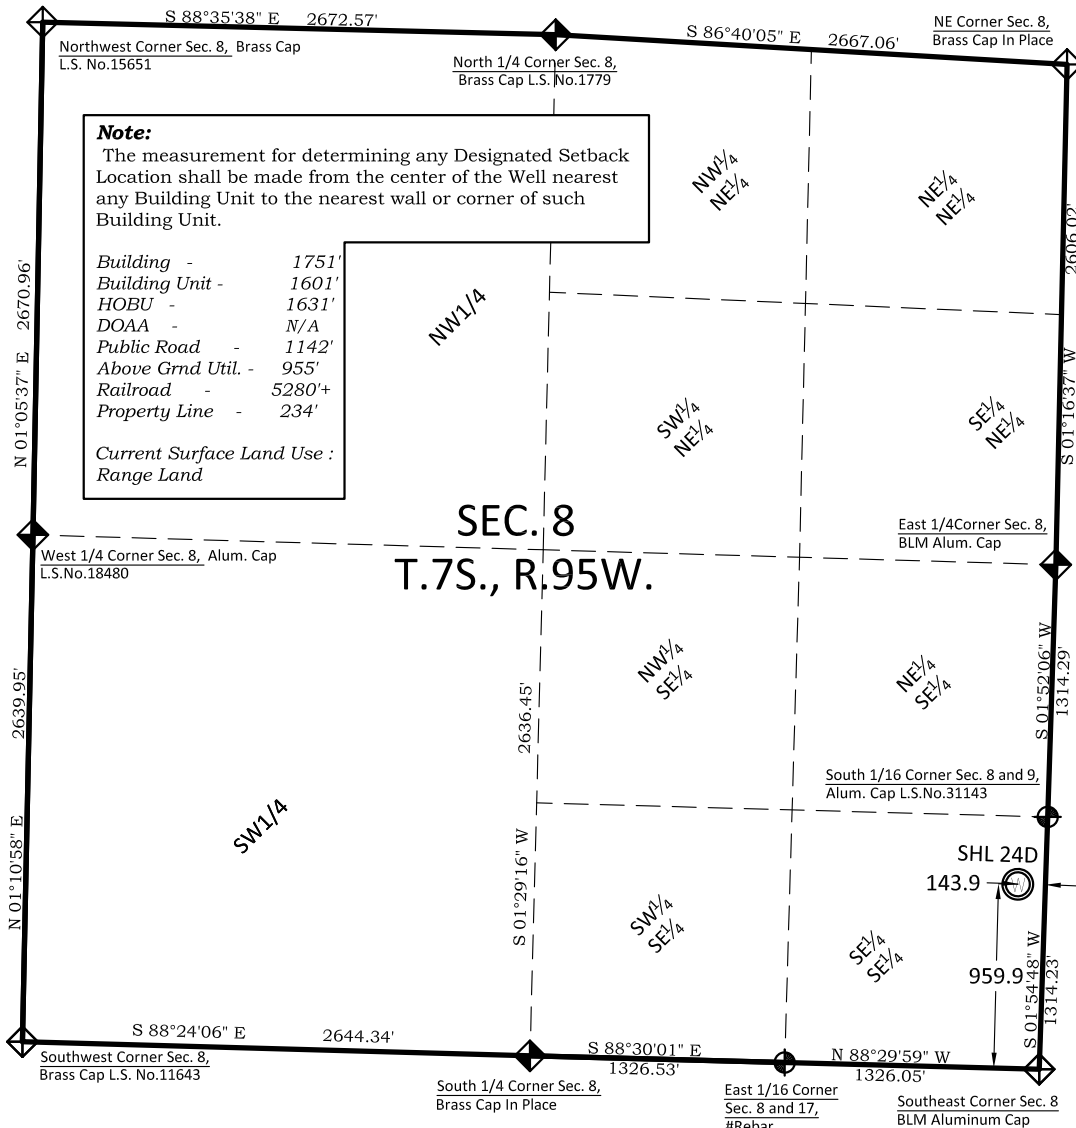 S 88°35'38" E 2672.57'
S 86°40'05" E 2667.06'
NE Corner Sec. 8,
Brass Cap In Place
Northwest Corner Sec. 8, Brass Cap
L.S. No.15651
North 1/4 Corner Sec. 8,
Brass Cap L.S. No.1779
Note:
The measurement for determining any Designated Setback
Location shall be made from the center of the Well nearest
any Building Unit to the nearest wall or corner of such
Building Unit.
Building - 1751'
Building Unit - 1601'
HOBU - 1631'
DOAA - N/A
Public Road - 1142'
Above Grnd Util. - 955'
Railroad - 5280'+
Property Line - 234'
Current Surface Land Use :
Range Land
NW1/4
NW¼
NE¼
NE¼
NE¼
N 01°05'37" E 2670.96'
2606.02'
S 01°16'37" W
SW¼
NE¼
SE¼
NE¼
SEC. 8
T.7S., R.95W.
East 1/4Corner Sec. 8,
BLM Alum. Cap
West 1/4 Corner Sec. 8, Alum. Cap
L.S.No.18480
NW¼
SE¼
NE¼
SE¼
S 01°52'06" W
1314.29'
N 01°10'58" E 2639.95'
S 01°29'16" W 2636.45'
South 1/16 Corner Sec. 8 and 9,
Alum. Cap L.S.No.31143
SW1/4
SHL 24D
143.9
SW¼
SE¼
SE¼
SE¼
959.9
S 01°54'48" W
1314.23'
S 88°24'06" E 2644.34'
S 88°30'01" E
1326.53'
N 88°29'59" W
1326.05'
Southwest Corner Sec. 8,
Brass Cap L.S. No.11643
South 1/4 Corner Sec. 8,
Brass Cap In Place
East 1/16 Corner
Sec. 8 and 17,
#Rebar
Southeast Corner Sec. 8
BLM Aluminum Cap